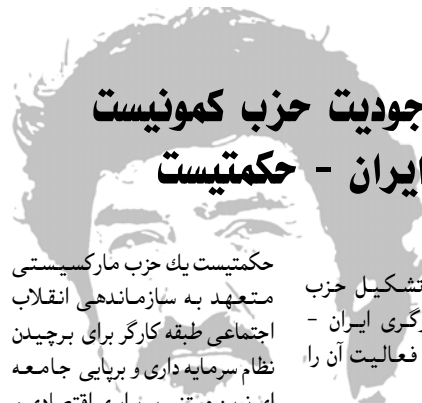 جودیت حزب کمونیست
ایران - حکمتیست
تشکیل حزب
رگری ایران -
فعالیت آن را
حکمتیست یك حزب مارکسیستی
متعهد به سازماندهی انقلاب
اجتماعی طبقه کارگر برای برچیدن
نظام سرمایه داری و برپایی جامعه